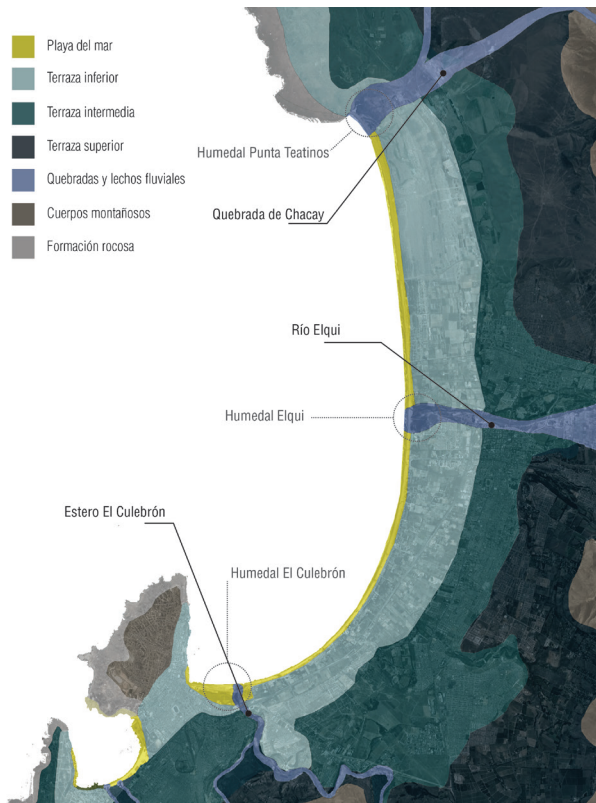 Playa del mar
Terraza inferior
Terraza intermedia
Terraza superior
Quebradas y lechos fluviales
Cuerpos montañosos
Formación rocosa
Humedal Punta Teatinos
Quebrada de Chacay
Río Elqui
Humedal Elqui
Estero El Culebrón
Humedal El Culebrón